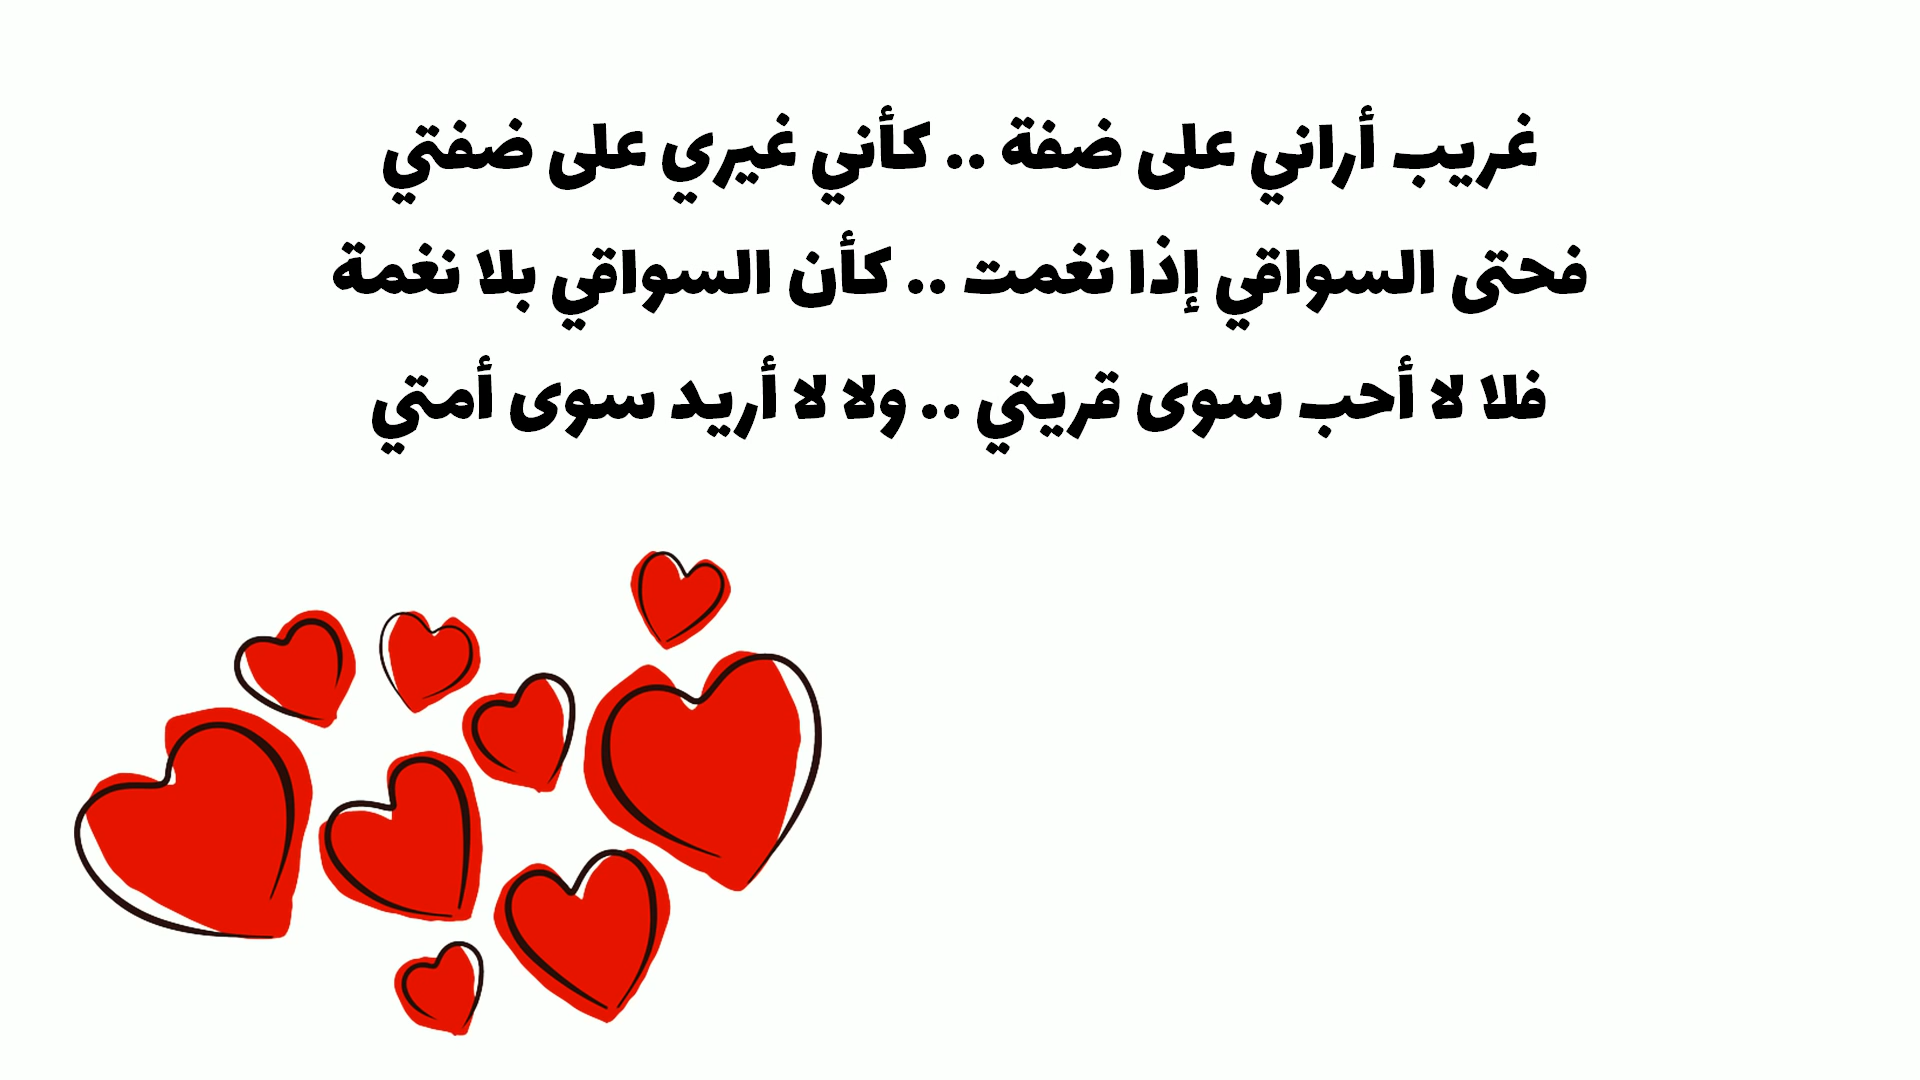 غريب أراني على ضفة .. كأني غيري على ضفتي
فحتى السواقي إذا نغمت .. كأن السواقي بلا نغمة
فلا لا أحب سوى قريتي .. ولا لا أريد سوى أمتي